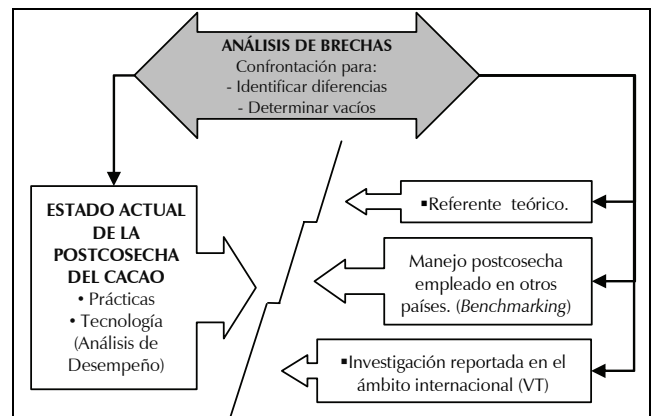 ANÁLISIS DE BRECHAS
Confrontación para:
- Identificar diferencias
- Determinar vacíos
ESTADO ACTUAL
DE LA
POSTCOSECHA
DEL CACAO
• Prácticas
• Tecnología
(Análisis de
Desempeño)
▪Referente teórico.
Manejo postcosecha
empleado en otros
países. (Benchmarking)
▪Investigación reportada en el
ámbito internacional (VT)